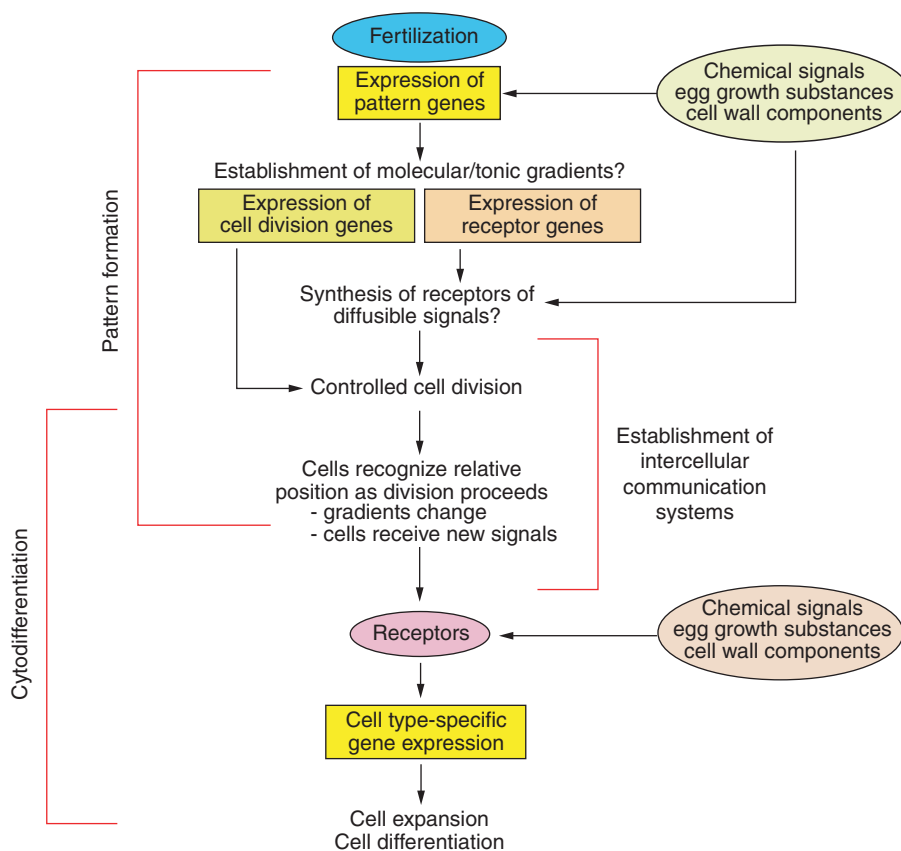 Fertilization
Expression of
pattern genes
Chemical signals
egg growth substances
cell wall components
Establishment of molecular/tonic gradients?
Expression of
cell division genes
Expression of
receptor genes
Pattern formation
Synthesis of receptors of
diffusible signals?
Controlled cell division
Establishment of
intercellular
communication
systems
Cells recognize relative
position as division proceeds
- gradients change
- cells receive new signals
Cytodifferentiation
Receptors
Chemical signals
egg growth substances
cell wall components
Cell type-specific
gene expression
Cell expansion
Cell differentiation